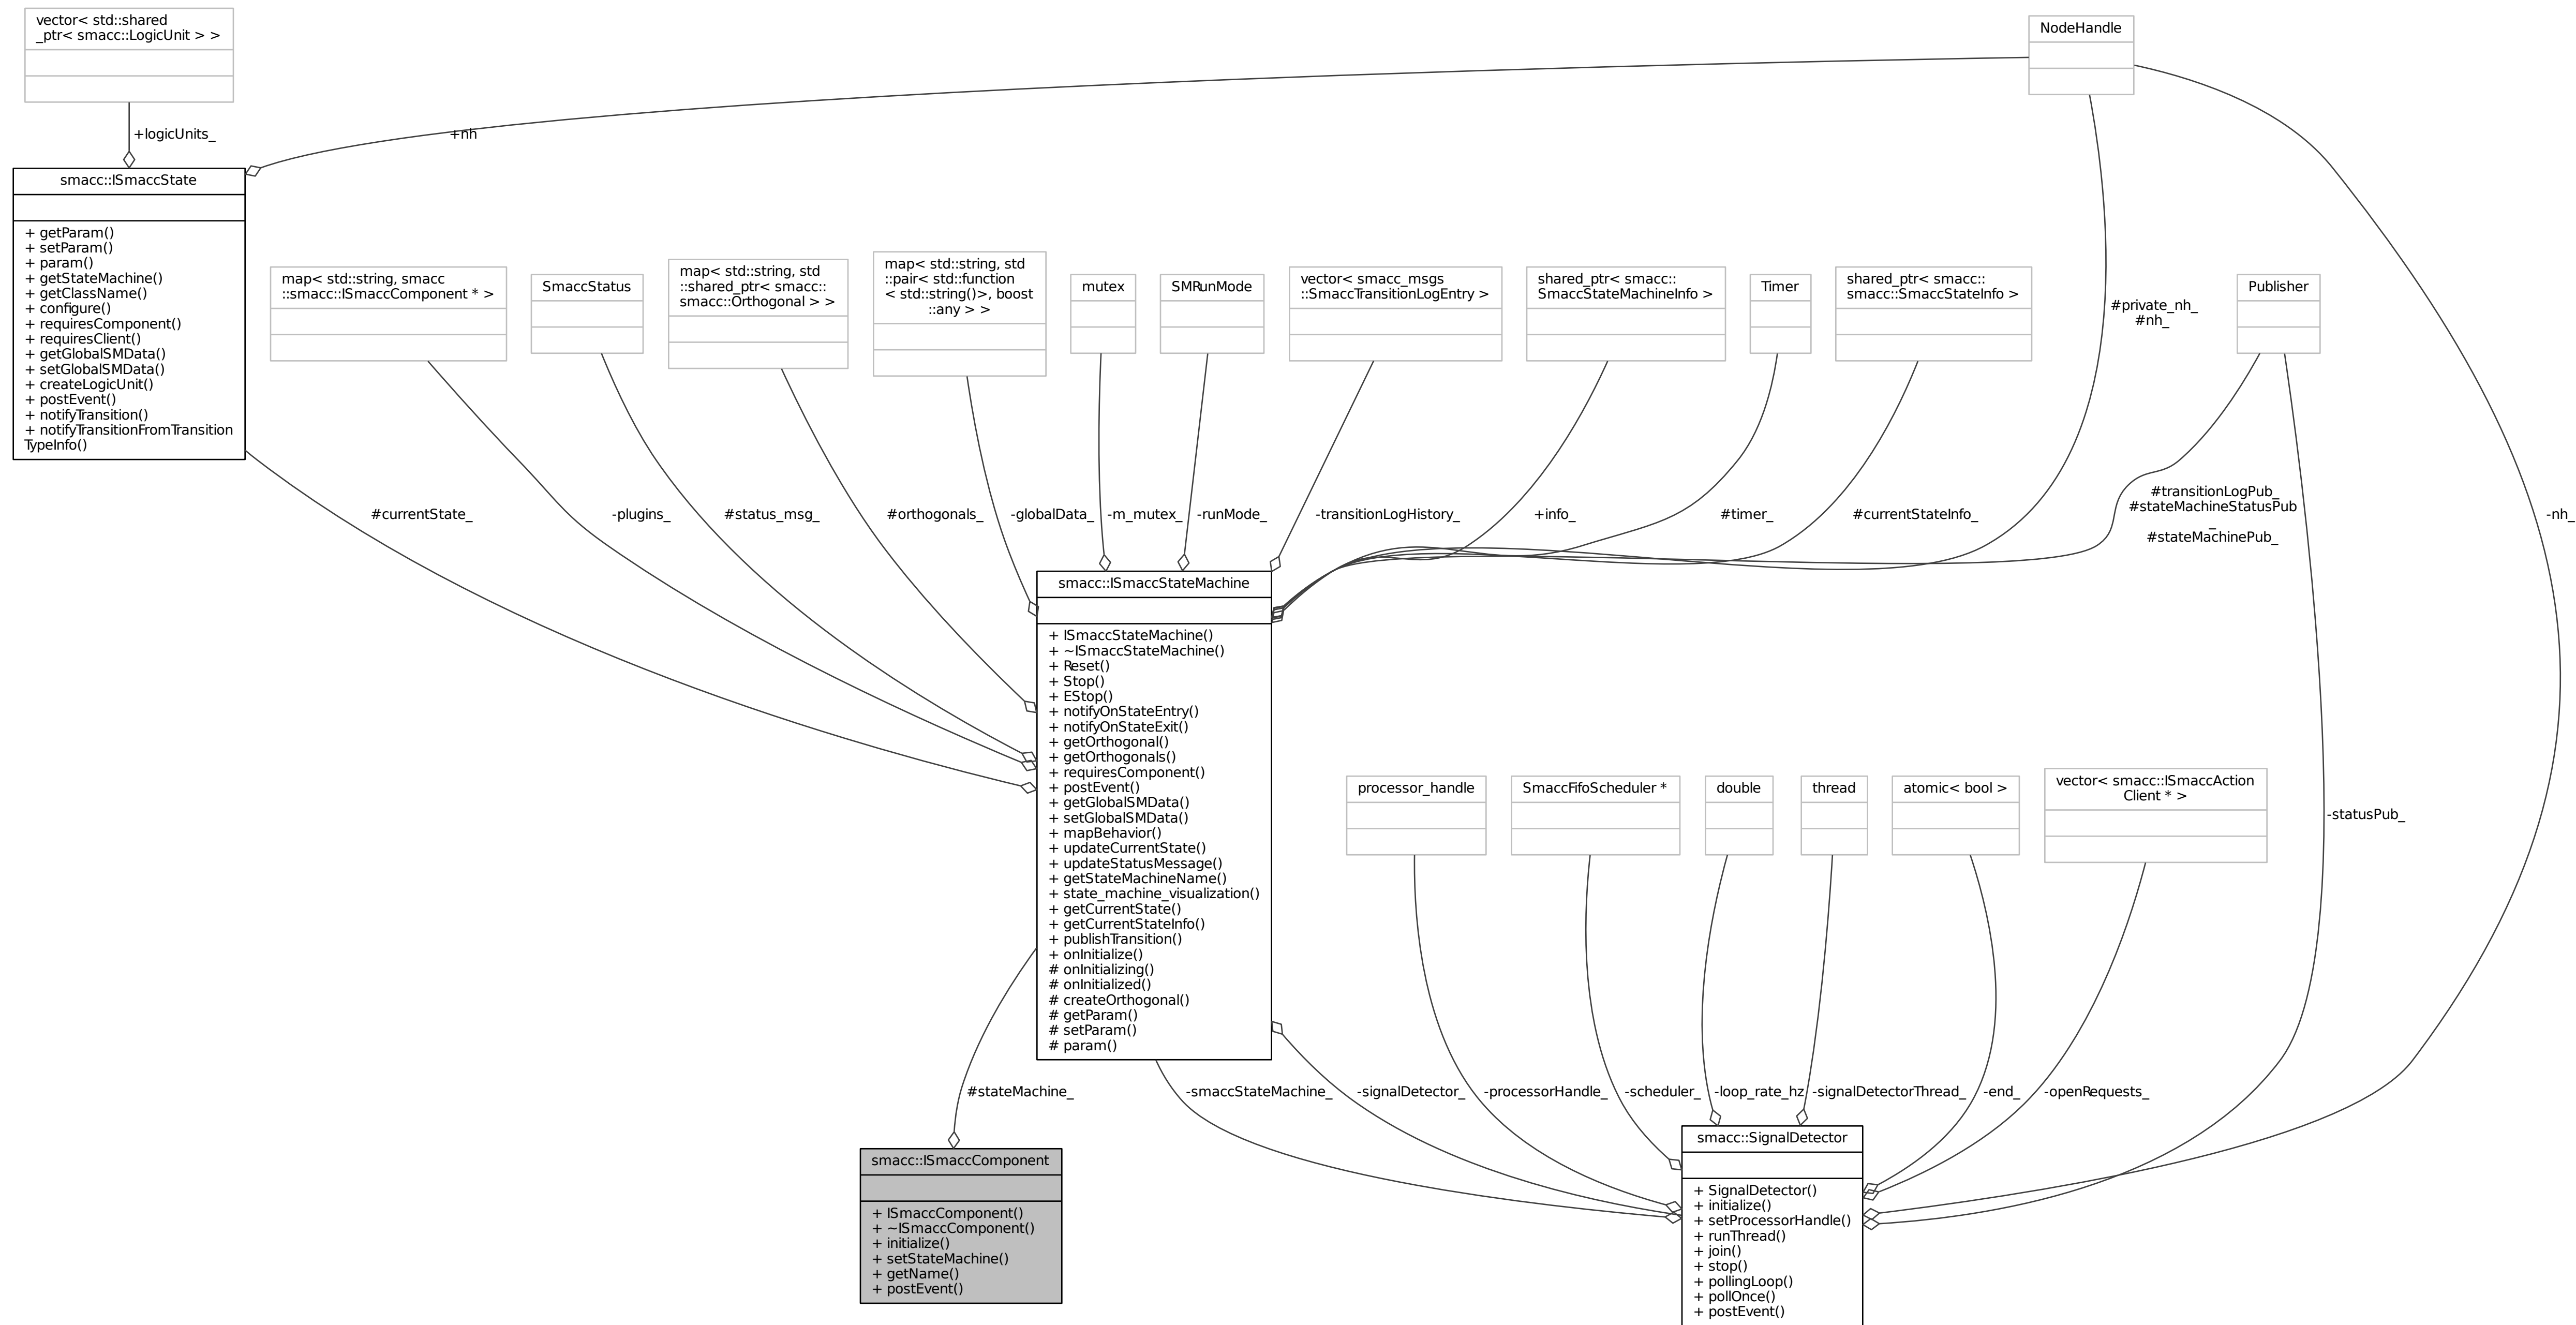 vector< std::shared
_ptr< smacc::LogicUnit > >
NodeHandle
+logicUnits_
+nh
smacc::ISmaccState
+ getParam()
+ setParam()
+ param()
+ getStateMachine()
+ getClassName()
+ configure()
+ requiresComponent()
+ requiresClient()
+ getGlobalSMData()
+ setGlobalSMData()
+ createLogicUnit()
+ postEvent()
+ notifyTransition()
+ notifyTransitionFromTransition
TypeInfo()
map< std::string, smacc
::smacc::ISmaccComponent * >
SmaccStatus
map< std::string, std
::shared_ptr< smacc::
smacc::Orthogonal > >
map< std::string, std
::pair< std::function
< std::string()>, boost
::any > >
mutex
SMRunMode
vector< smacc_msgs
::SmaccTransitionLogEntry >
shared_ptr< smacc::
SmaccStateMachineInfo >
Timer
shared_ptr< smacc::
smacc::SmaccStateInfo >
Publisher
#private_nh_
#nh_
#currentState_
-plugins_
#status_msg_
#orthogonals_
-globalData_
-m_mutex_
-runMode_
-transitionLogHistory_
+info_
#timer_
#currentStateInfo_
#transitionLogPub_
#stateMachineStatusPub
_
#stateMachinePub_
-nh_
smacc::ISmaccStateMachine
+ ISmaccStateMachine()
+ ~ISmaccStateMachine()
+ Reset()
+ Stop()
+ EStop()
+ notifyOnStateEntry()
+ notifyOnStateExit()
+ getOrthogonal()
+ getOrthogonals()
+ requiresComponent()
+ postEvent()
+ getGlobalSMData()
+ setGlobalSMData()
+ mapBehavior()
+ updateCurrentState()
+ updateStatusMessage()
+ getStateMachineName()
+ state_machine_visualization()
+ getCurrentState()
+ getCurrentStateInfo()
+ publishTransition()
+ onInitialize()
# onInitializing()
# onInitialized()
# createOrthogonal()
# getParam()
# setParam()
# param()
processor_handle
SmaccFifoScheduler *
double
thread
atomic< bool >
vector< smacc::ISmaccAction
Client * >
-statusPub_
#stateMachine_
-smaccStateMachine_
-signalDetector_
-processorHandle_
-scheduler_
-loop_rate_hz
-signalDetectorThread_
-end_
-openRequests_
smacc::ISmaccComponent
+ ISmaccComponent()
+ ~ISmaccComponent()
+ initialize()
+ setStateMachine()
+ getName()
+ postEvent()
smacc::SignalDetector
+ SignalDetector()
+ initialize()
+ setProcessorHandle()
+ runThread()
+ join()
+ stop()
+ pollingLoop()
+ pollOnce()
+ postEvent()